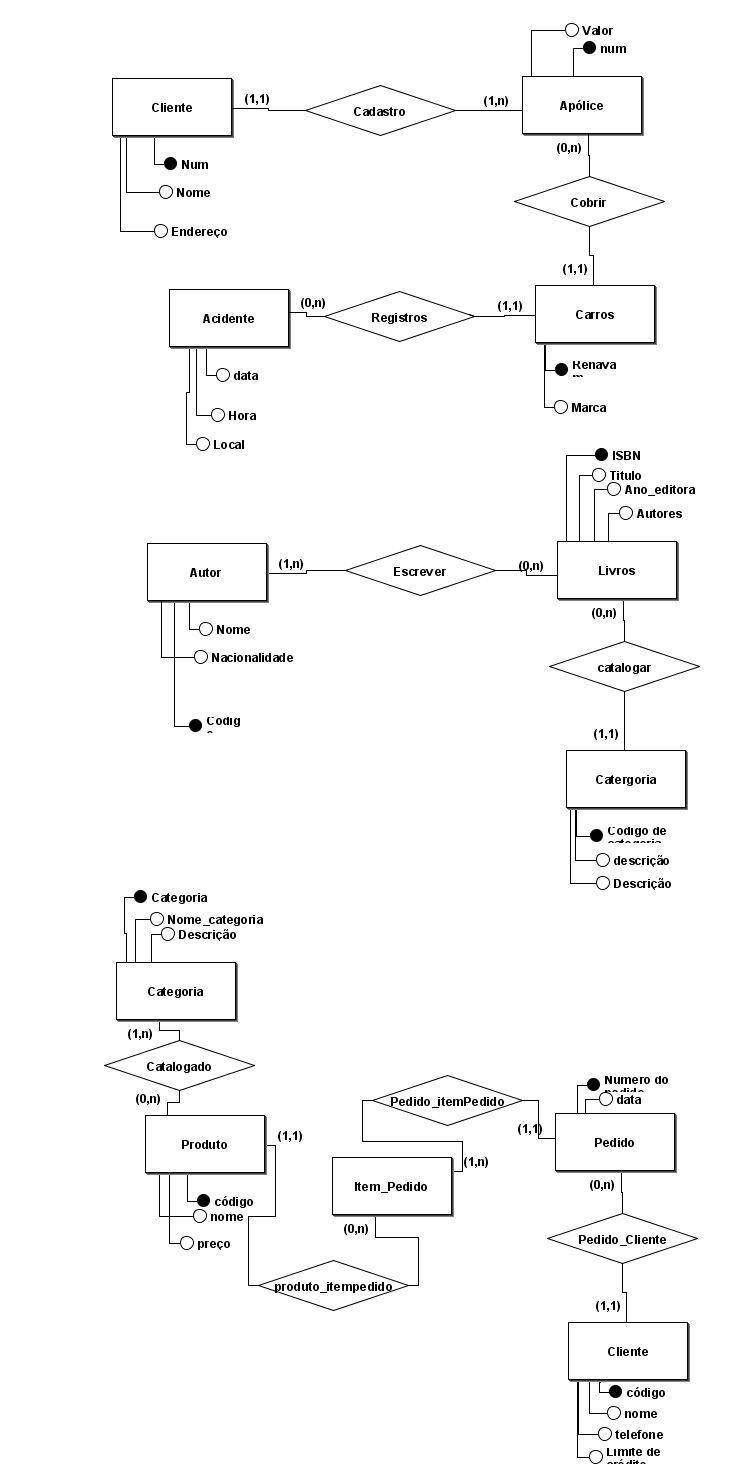 Valor
num
Cliente
(1,1)
Cadastro
(1,n)
Apólice
(0,n)
Num
Nome
Endereço
Cobrir
(1,1)
Acidente
(0,n)
Registros
(1,1)
Carros
data
Hora
Local
Renava
m
Marca
ISBN
Titulo
Ano_editora
Autores
Autor
(1,n)
Escrever
(0,n)
Livros
(0,n)
Nome
Nacionalidade
catalogar
Codig
(1,1)
Catergoria
Codigo de
categoria
descrição
Descrição
Categoria
Nome_categoria
Descrição
Categoria
(1,n)
Catalogado
(0,n)
Produto
(1,1)
código
nome
preço
Pedido_itemPedido
(1,1)
(1,n)
Item_Pedido
(0,n)
produto_itempedido
Numero do
pedido
data
Pedido
(0,n)
Pedido_Cliente
(1,1)
Cliente
código
nome
telefone
Limite de
crédito